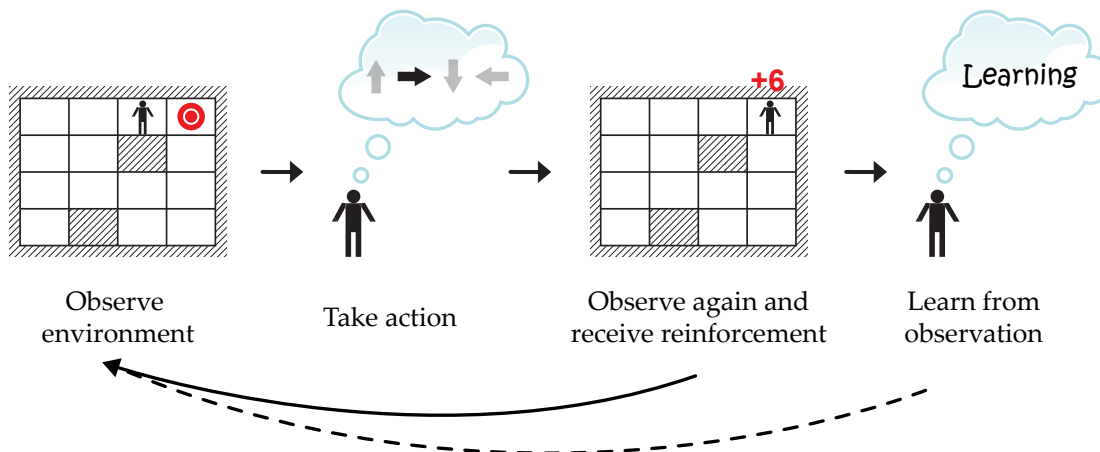 Learning
+6
Observe
environment
Take action
Observe again and
receive reinforcement
Learn from
observation